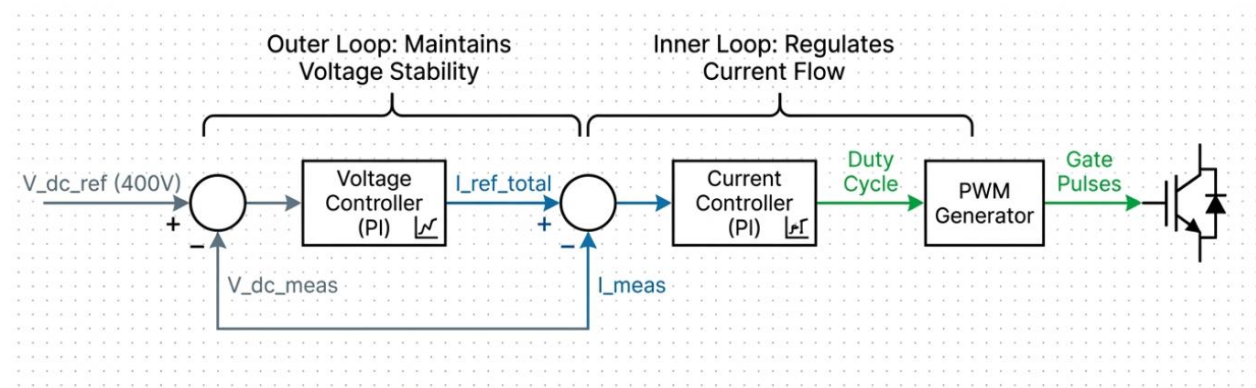 Outer Loop: Maintains
Voltage Stability
Inner Loop: Regulates
Current Flow
V_dc_ref (400V)
+
−
Voltage
Controller
(PI)
I_ref_total
+
−
Current
Controller
(PI)
Duty
Cycle
PWM
Generator
Gate
Pulses
V_dc_meas
I_meas